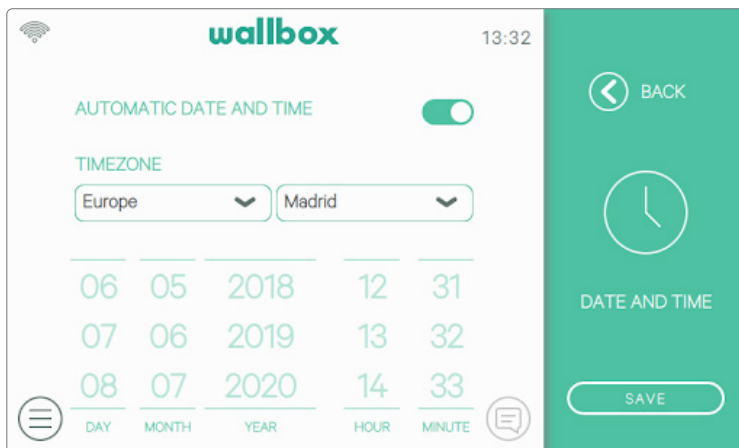 wallbox
13:32
AUTOMATIC DATE AND TIME
TIMEZONE
Europe Madrid
06 05 2018 12 31
07 06 2019 13 32
08 07 2020 14 33
DAY MONTH YEAR HOUR MINUTE
BACK
DATE AND TIME
SAVE